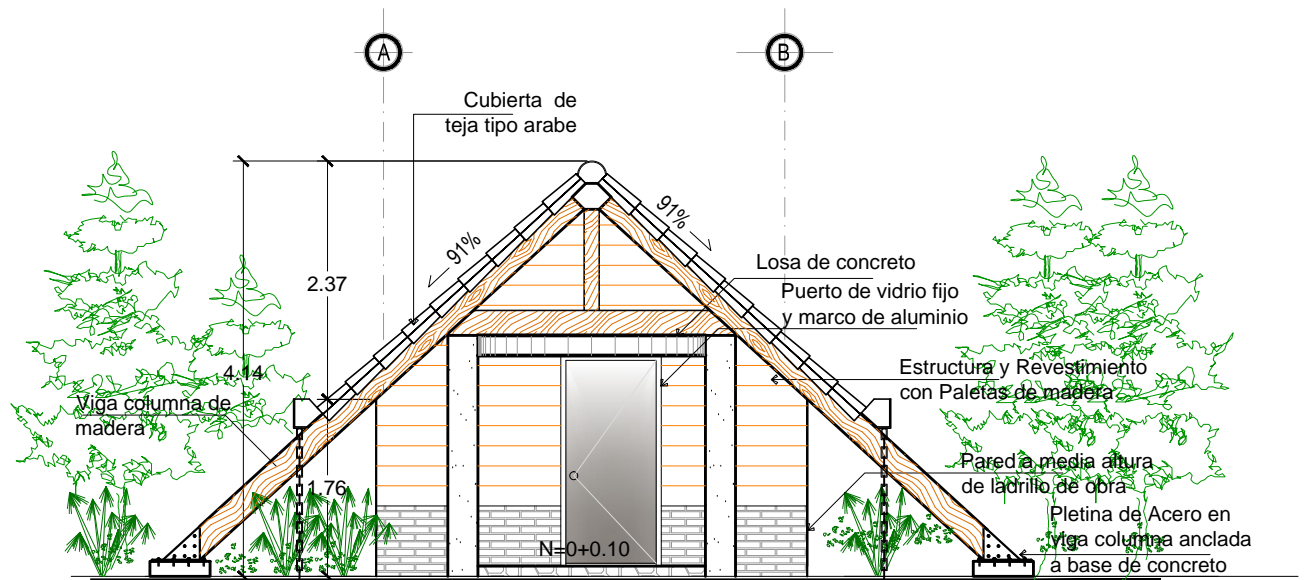 A
B
Cubierta de
teja tipo arabe
91%
91%
2.37
Losa de concreto
Puerto de vidrio fijo
y marco de aluminio
4.14
Estructura y Revestimiento
con Paletas de madera
Viga columna de
madera
Pared a media altura
de ladrillo de obra
1.76
Pletina de Acero en
viga columna anclada
a base de concreto
N=0+0.10